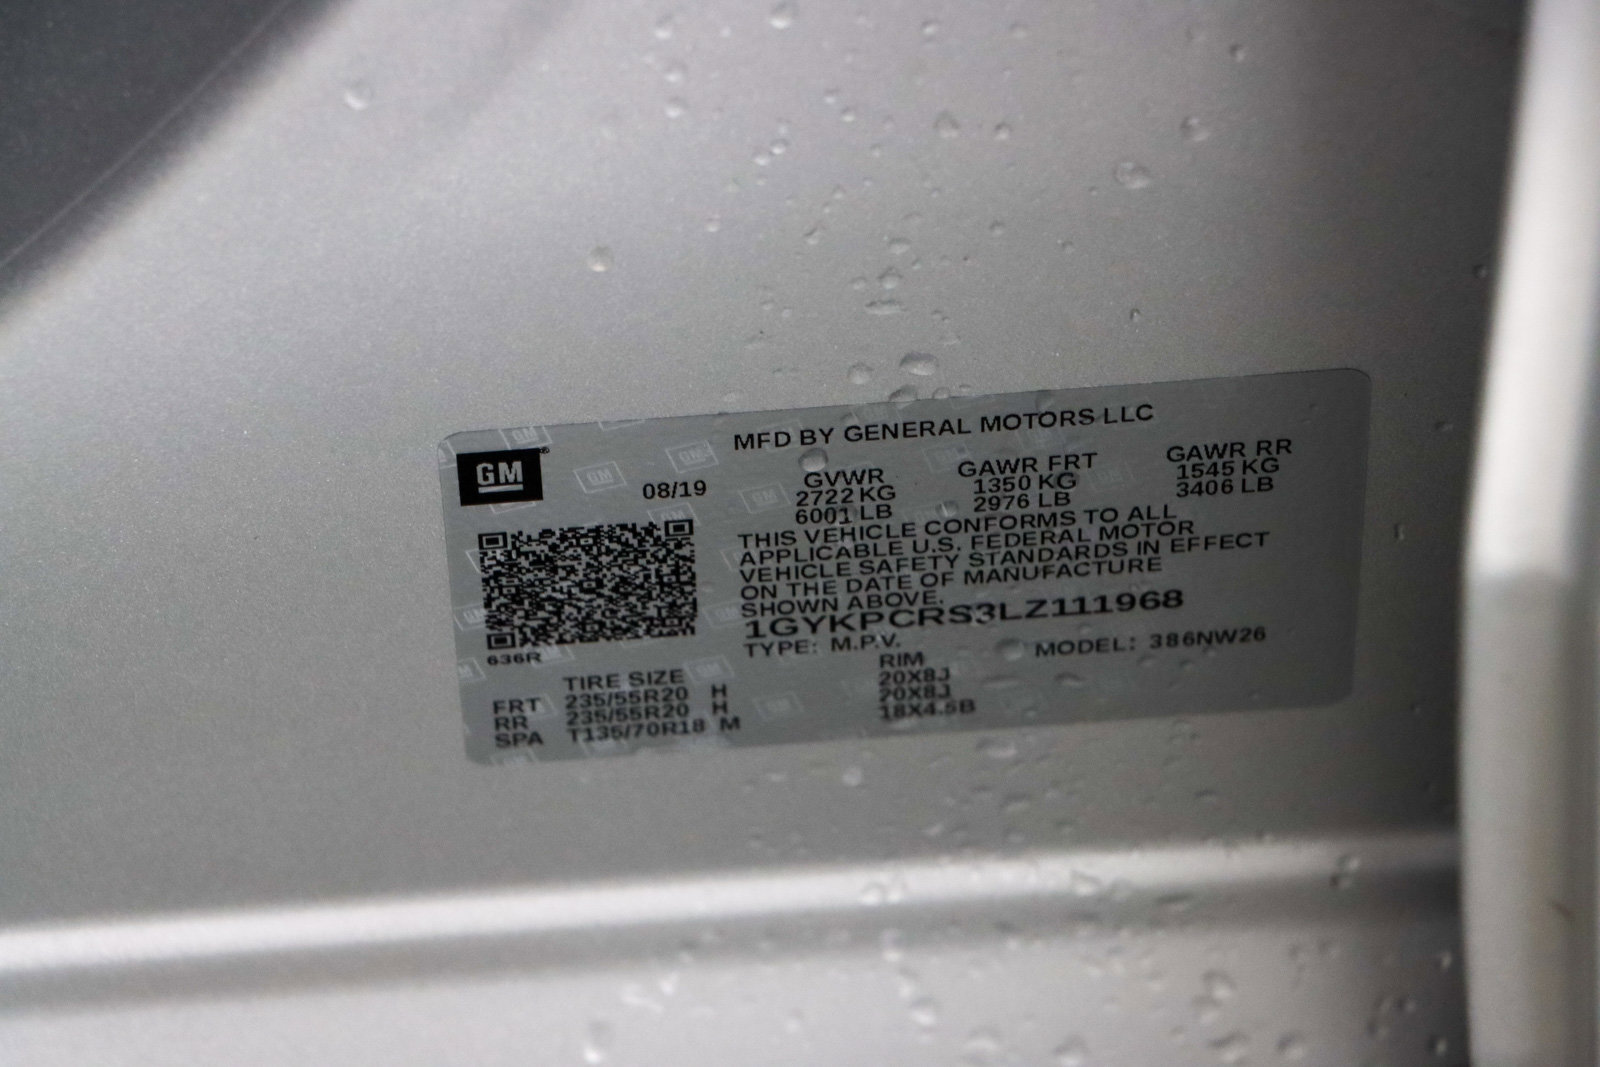 MFD BY GENERAL MOTORS LLC
GM
08/19
GVWR GAWR FRT GAWR RR
2722 KG 1350 KG 1545 KG
6001 LB 2976 LB 3406 LB
THIS VEHICLE CONFORMS TO ALL
APPLICABLE U.S. FEDERAL MOTOR
VEHICLE SAFETY STANDARDS IN EFFECT
ON THE DATE OF MANUFACTURE
SHOWN ABOVE.
1GYKPCRS3LZ111968
636R
TYPE: M.P.V. MODEL: 386NW26
TIRE SIZE RIM
FRT 235/55R20 H 20X8J
RR 235/55R20 H 20X8J
SPA T135/70R18 M 18X4.5B